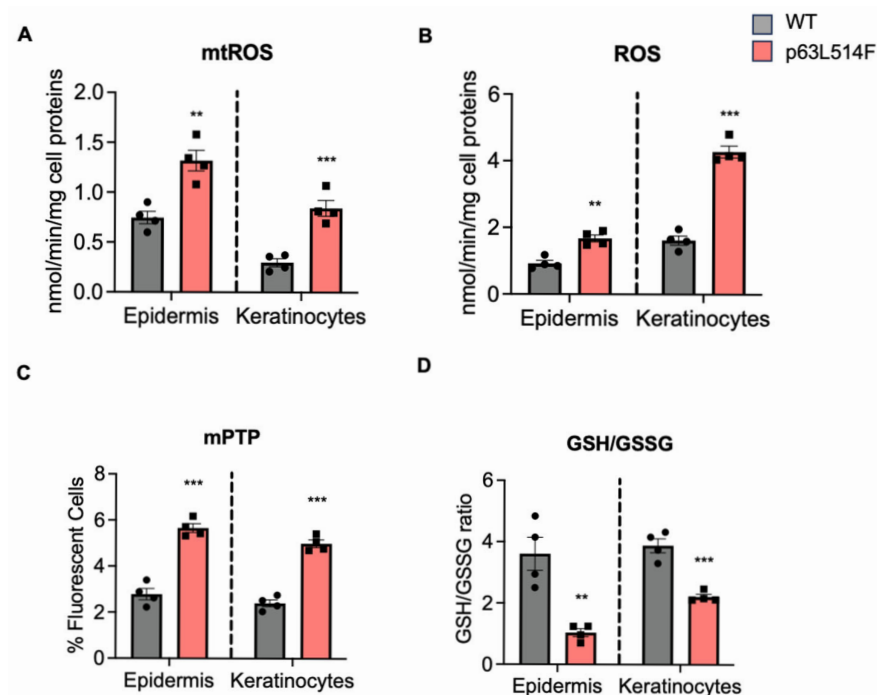 WT
p63L514F
A
mtROS
nmol/min/mg cell proteins
2.0
1.5
1.0
0.5
0.0
**
***
Epidermis Keratinocytes
B
ROS
nmol/min/mg cell proteins
6
4
2
0
**
***
Epidermis Keratinocytes
C
mPTP
% Fluorescent Cells
8
6
4
2
0
***
***
Epidermis Keratinocytes
D
GSH/GSSG
GSH/GSSG ratio
6
4
2
0
**
***
Epidermis Keratinocytes